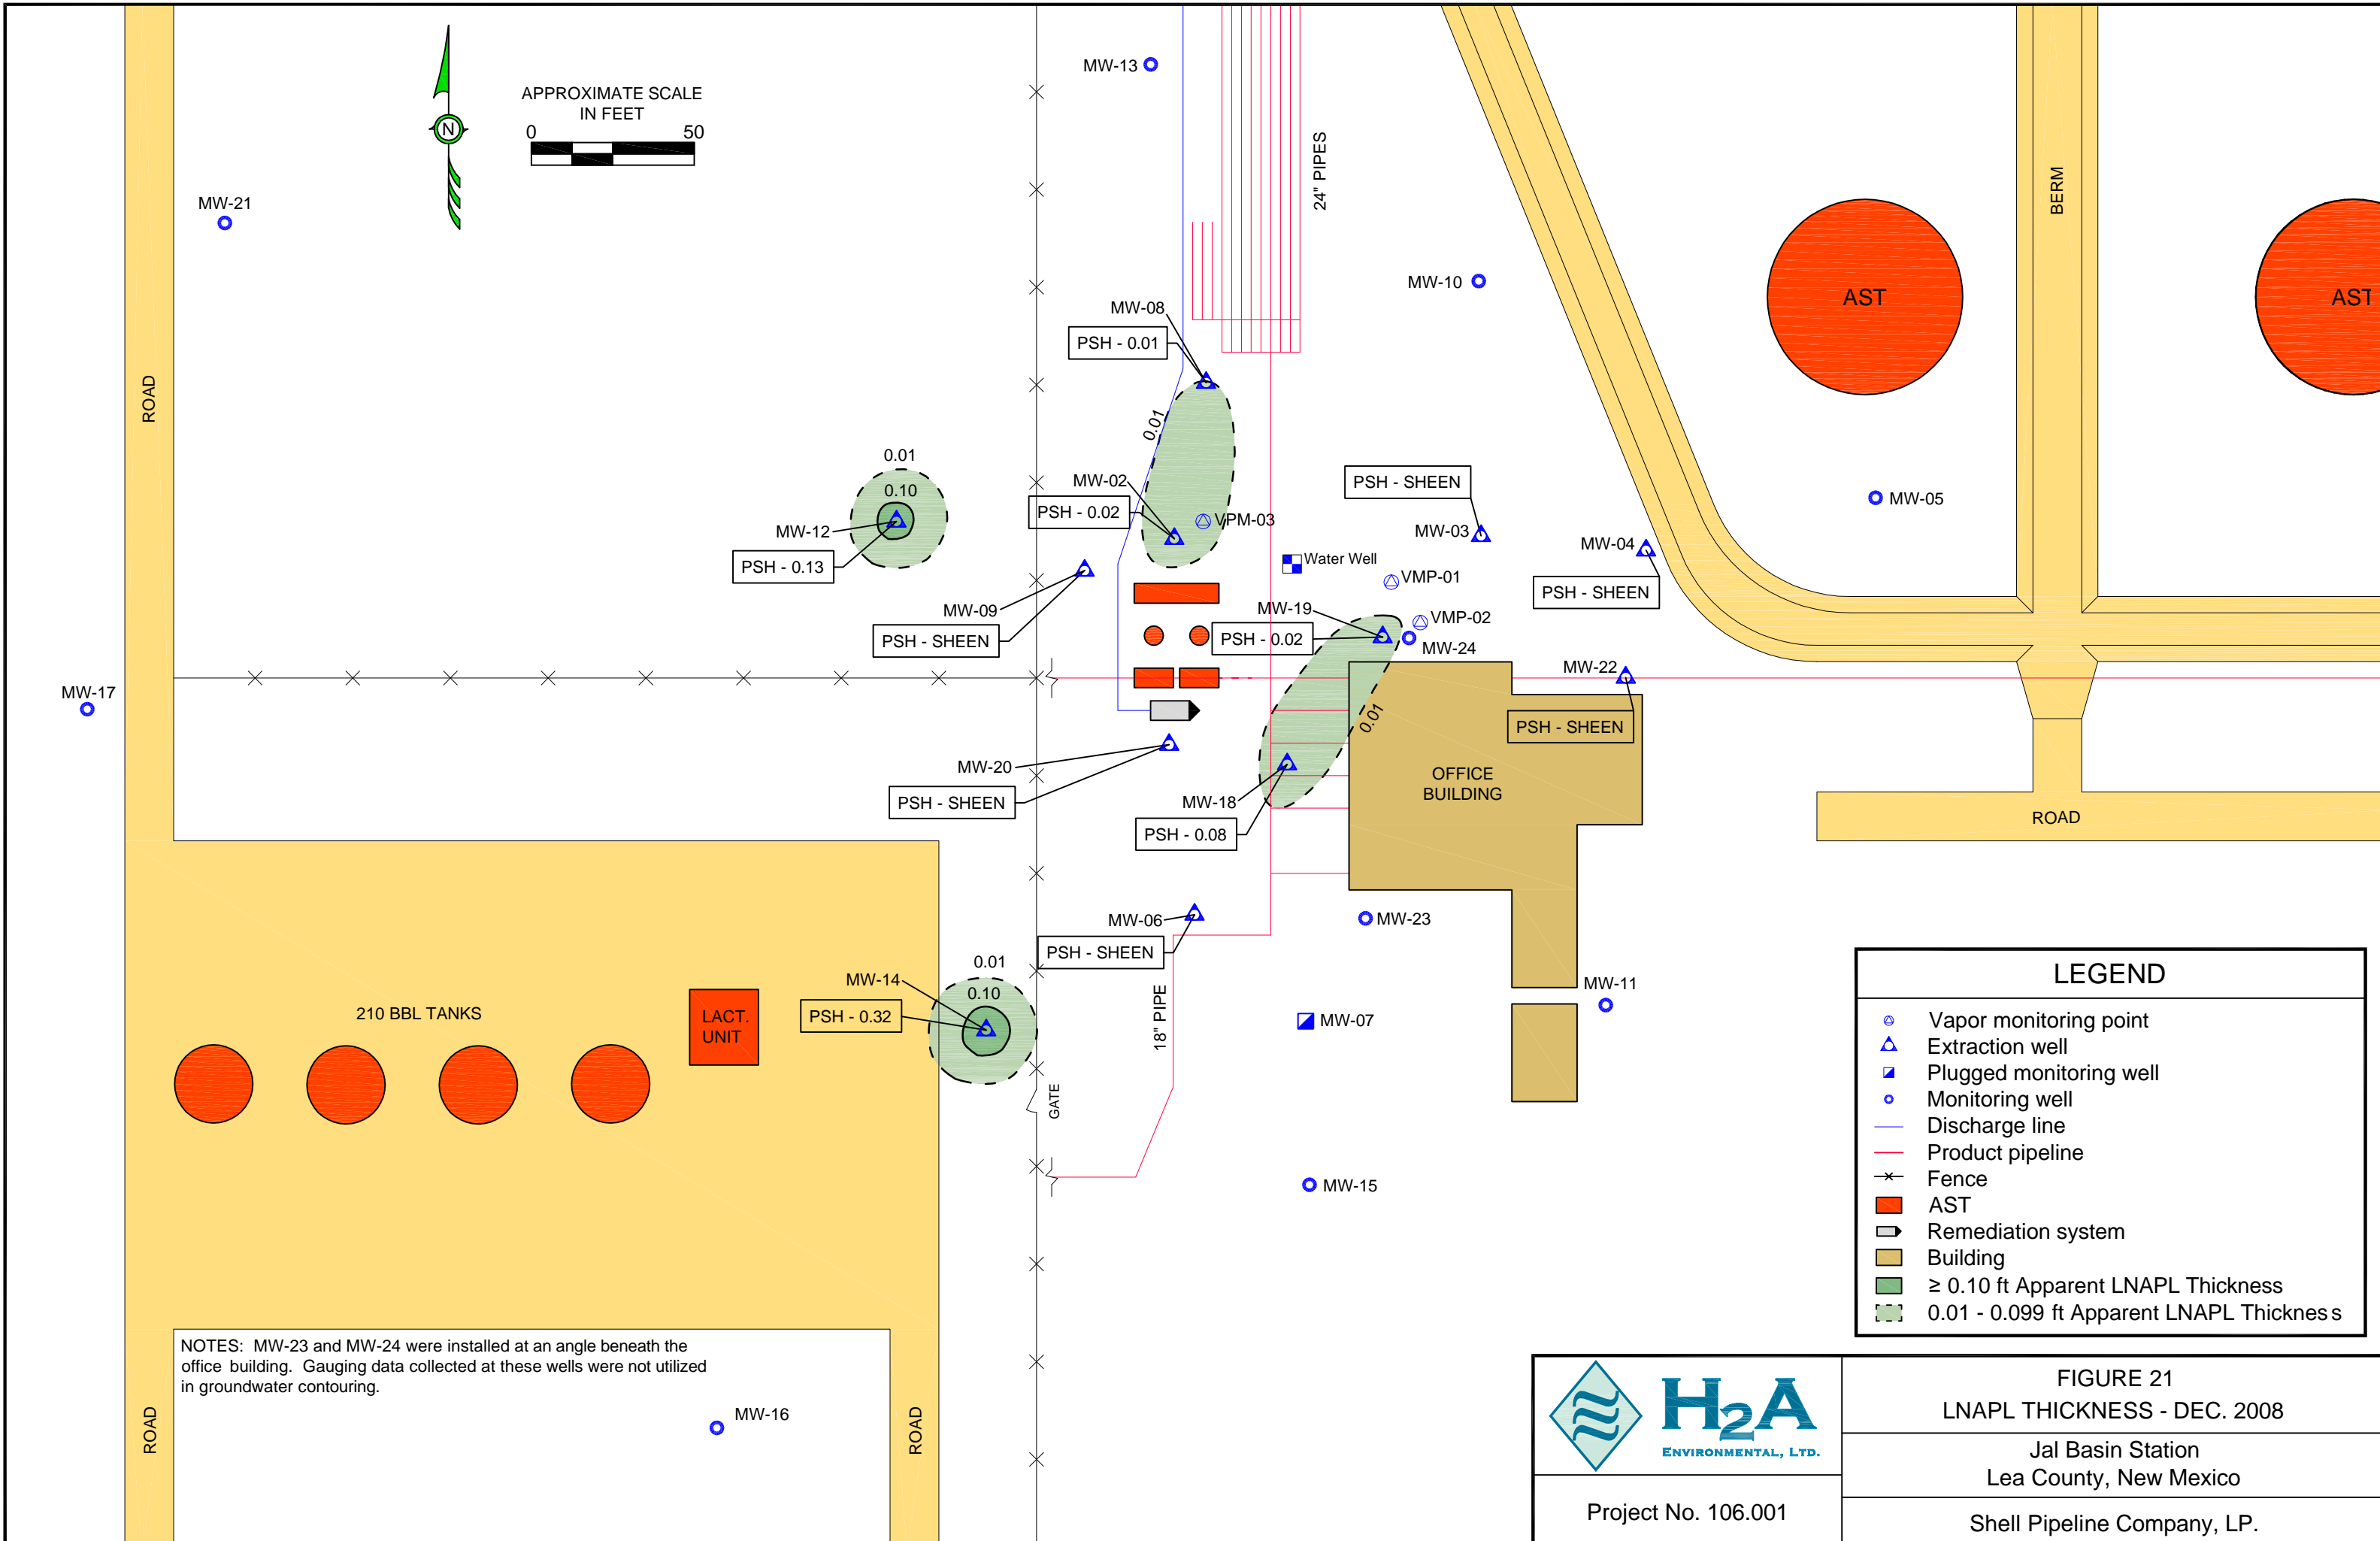 MW-13
APPROXIMATE SCALE
IN FEET
0 50
N
24" PIPES
BERM
MW-21
MW-10
AST
AST
MW-08
PSH - 0.01
ROAD
0.01
0.01
0.10
MW-12
PSH - 0.13
MW-02
PSH - 0.02
VPM-03
PSH - SHEEN
MW-03
MW-05
MW-04
PSH - SHEEN
Water Well
VMP-01
MW-09
PSH - SHEEN
MW-19
PSH - 0.02
VMP-02
MW-24
MW-22
PSH - SHEEN
MW-17
0.01
MW-20
PSH - SHEEN
MW-18
PSH - 0.08
OFFICE
BUILDING
ROAD
MW-06
PSH - SHEEN
MW-23
0.01
0.10
MW-14
PSH - 0.32
210 BBL TANKS
LACT.
UNIT
18" PIPE
GATE
MW-07
MW-11
MW-15
LEGEND
Vapor monitoring point
Extraction well
Plugged monitoring well
Monitoring well
Discharge line
Product pipeline
Fence
AST
Remediation system
Building
≥ 0.10 ft Apparent LNAPL Thickness
0.01 - 0.099 ft Apparent LNAPL Thickness
NOTES: MW-23 and MW-24 were installed at an angle beneath the
office building. Gauging data collected at these wells were not utilized
in groundwater contouring.
ROAD
ROAD
MW-16
H2A
ENVIRONMENTAL, LTD.
Project No. 106.001
FIGURE 21
LNAPL THICKNESS - DEC. 2008
Jal Basin Station
Lea County, New Mexico
Shell Pipeline Company, LP.